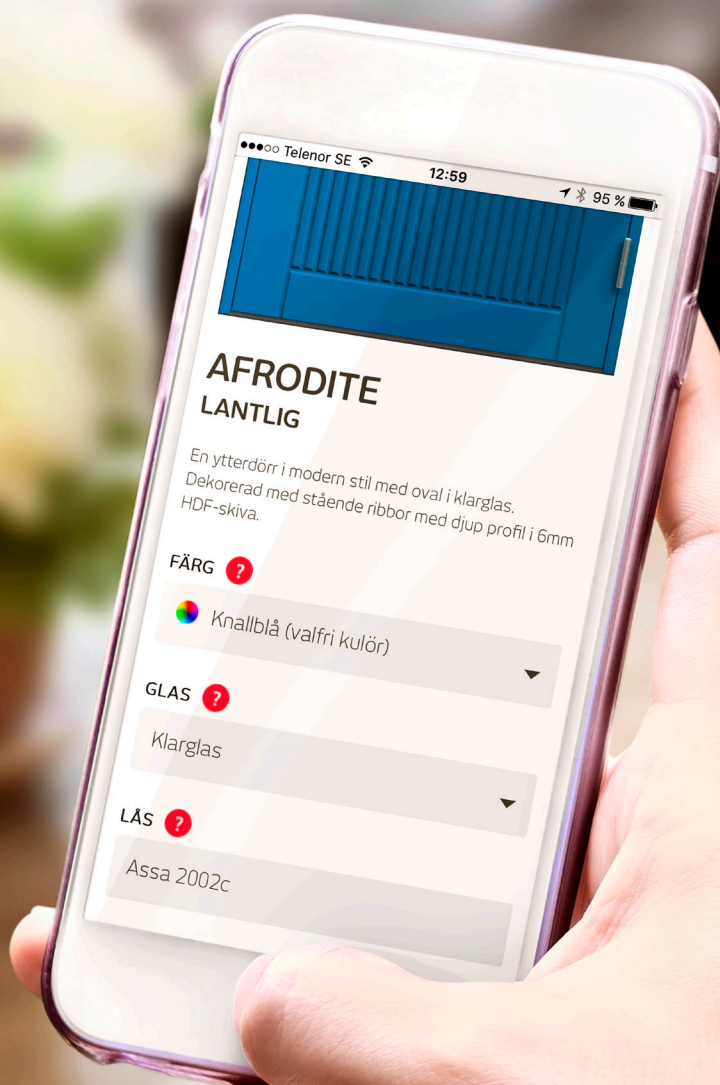 Telenor SE 12:59 95 %
AFRODITE
LANTLIG
En ytterdörr i modern stil med oval i klarglas.
Dekorerad med stående ribbor med djup profil i 6mm
HDF-skiva.
FÄRG ?
Knallblå (valfri kulör)
GLAS ?
Klarglas
LÅS ?
Assa 2002c